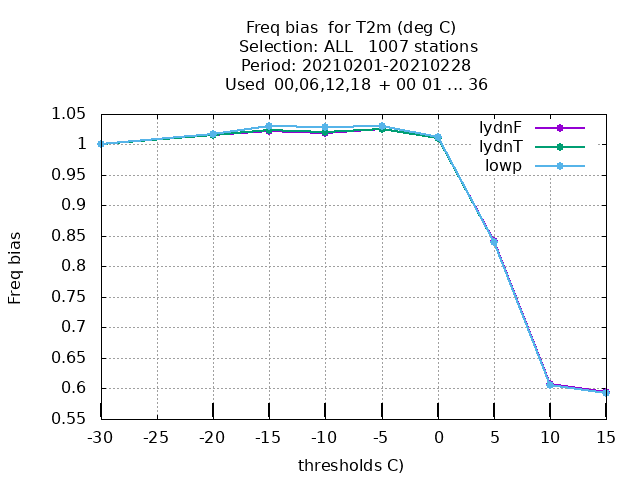 Freq bias  for T2m (deg C)
Selection: ALL   1007 stations
Period: 20210201-20210228
Used  00,06,12,18  + 00 01 ... 36
lydnF
lydnT
lowp
1.05
1
0.95
0.9
0.85
0.8
0.75
0.7
0.65
0.6
0.55
Freq bias
-30 -25 -20 -15 -10 -5 0 5 10 15
thresholds C)